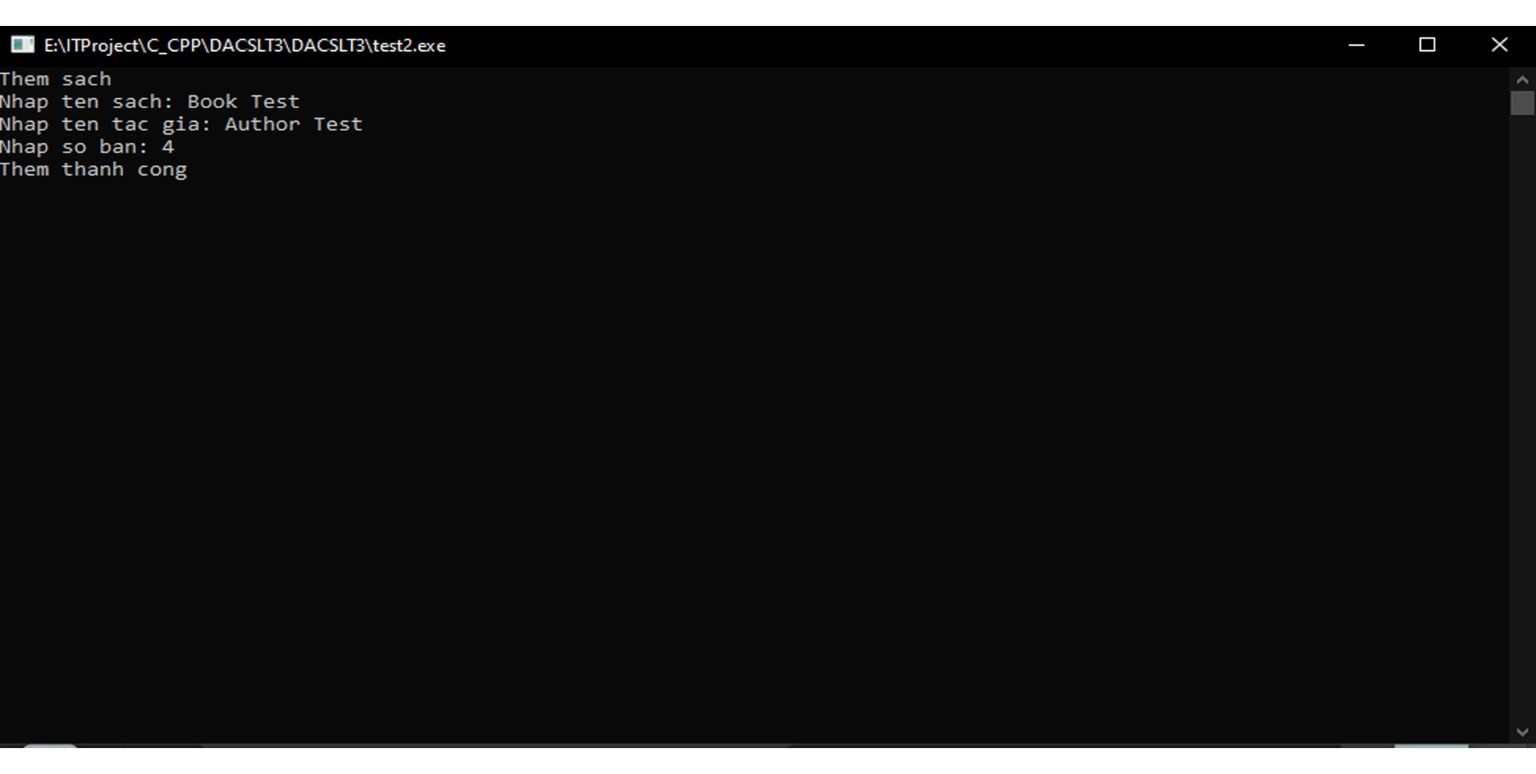 E:\ITProject\C_CPP\DACSLT3\DACSLT3\test2.exe
Them sach
Nhap ten sach: Book Test
Nhap ten tac gia: Author Test
Nhap so ban: 4
Them thanh cong